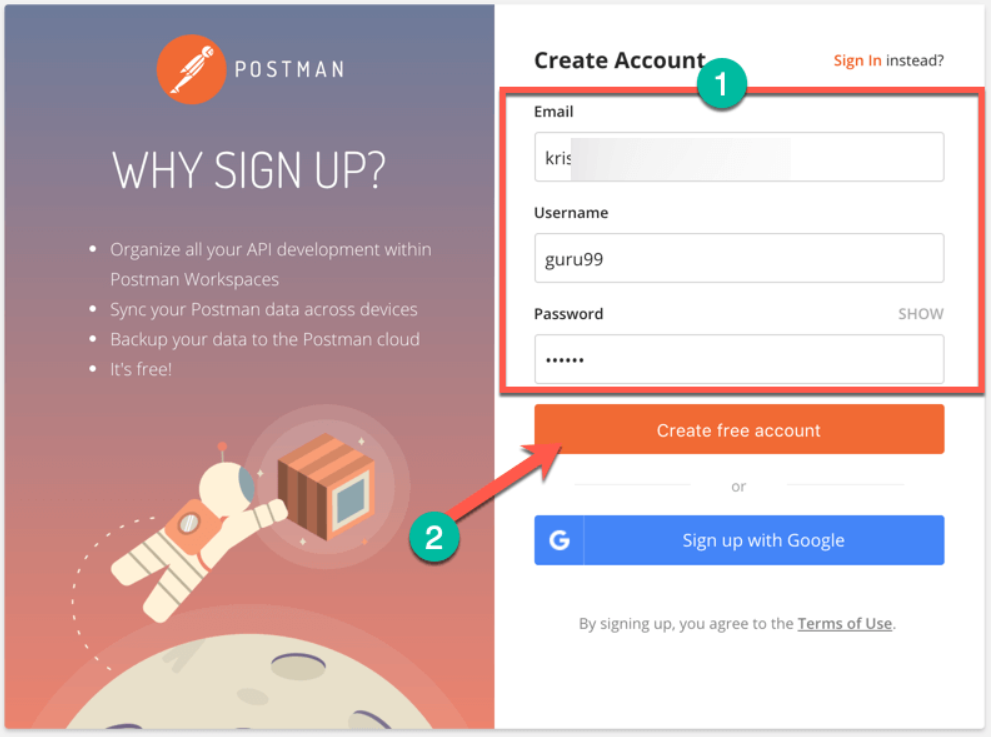 POSTMAN
WHY SIGN UP?
• Organize all your API development within
Postman Workspaces
• Sync your Postman data across devices
• Backup your data to the Postman cloud
• It's free!
Create Account
Sign In instead?
1
Email
kris
Username
guru99
Password
SHOW
••••••
Create free account
2
or
G
Sign up with Google
By signing up, you agree to the Terms of Use.